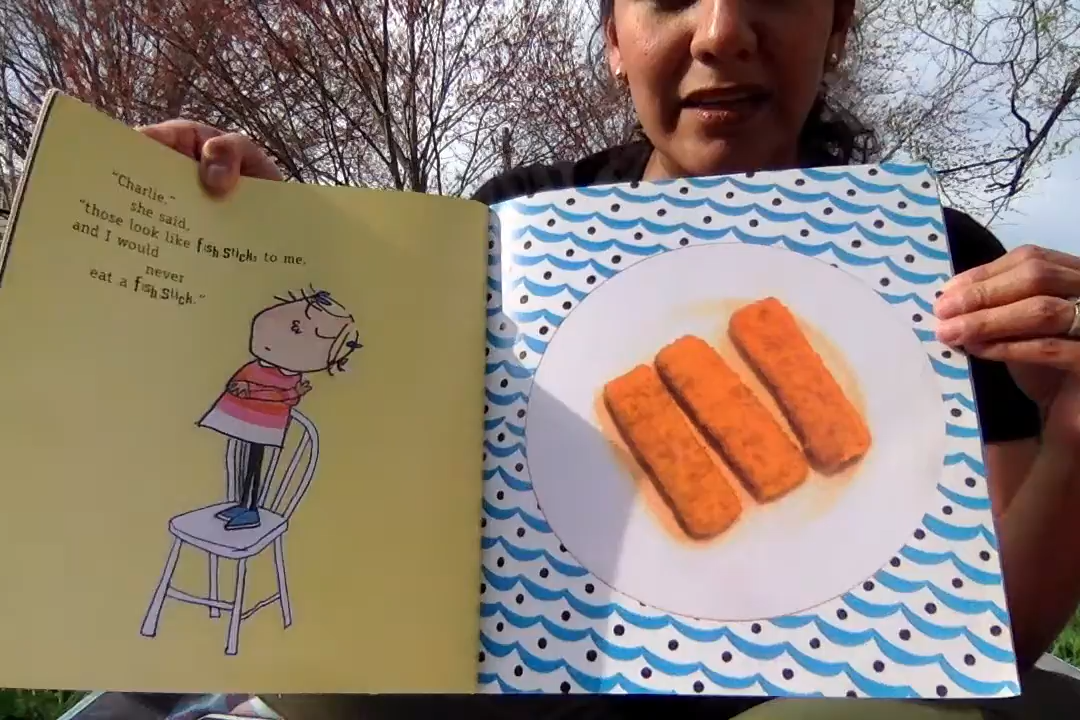 "Charlie,"
she said,
"those look like fish sticks to me,
and I would
never
eat a fish stick."